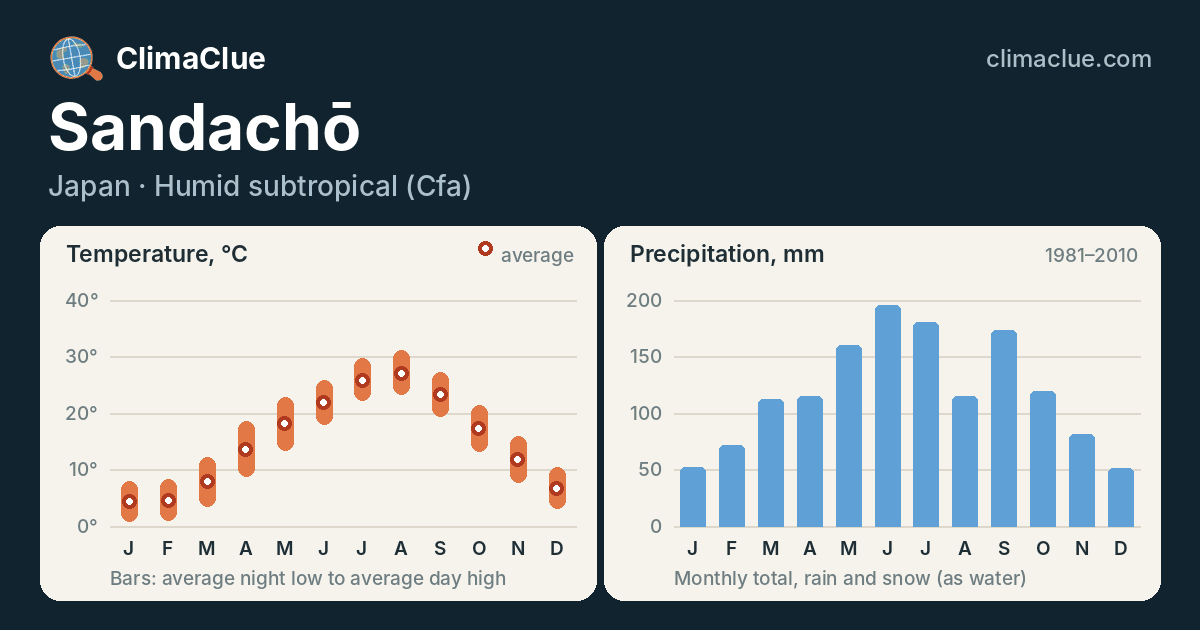 ClimaClue
climaclue.com
Sandachō
Japan · Humid subtropical (Cfa)
Temperature, °C
average
40°
30°
20°
10°
0°
J F M A M J J A S O N D
Bars: average night low to average day high
Precipitation, mm
1981–2010
200
150
100
50
0
J F M A M J J A S O N D
Monthly total, rain and snow (as water)